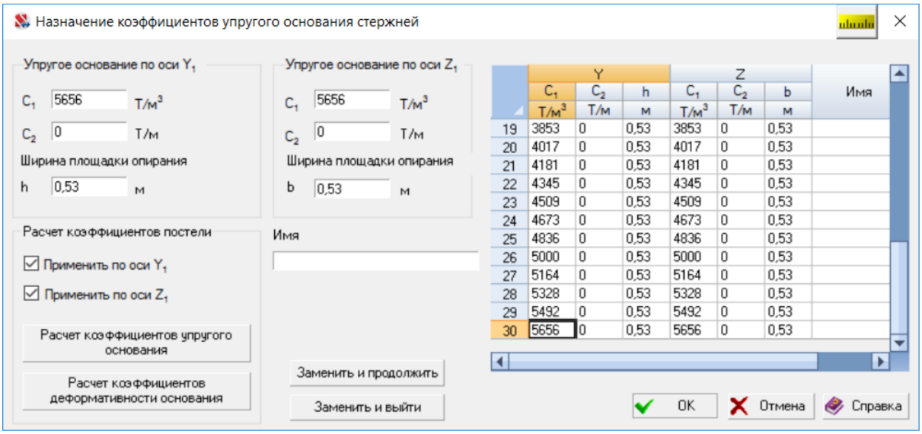 Назначение коэффициентов упругого основания стержней
Упругое основание по оси Y1
C1 5656 Т/м3
C2 0 Т/м
Ширина площадки опирания
h 0,53 м
Упругое основание по оси Z1
C1 5656 Т/м3
C2 0 Т/м
Ширина площадки опирания
b 0,53 м
Расчет коэффициентов постели
Применить по оси Y1
Применить по оси Z1
Расчет коэффициентов упругого
основания
Расчет коэффициентов
деформативности основания
Имя
Заменить и продолжить
Заменить и выйти
Y Z Имя
C1 C2 h C1 C2 b
Т/м3 Т/м м Т/м3 Т/м м
19 3853 0 0,53 3853 0 0,53
20 4017 0 0,53 4017 0 0,53
21 4181 0 0,53 4181 0 0,53
22 4345 0 0,53 4345 0 0,53
23 4509 0 0,53 4509 0 0,53
24 4673 0 0,53 4673 0 0,53
25 4836 0 0,53 4836 0 0,53
26 5000 0 0,53 5000 0 0,53
27 5164 0 0,53 5164 0 0,53
28 5328 0 0,53 5328 0 0,53
29 5492 0 0,53 5492 0 0,53
30 5656 0 0,53 5656 0 0,53
OK Отмена Справка